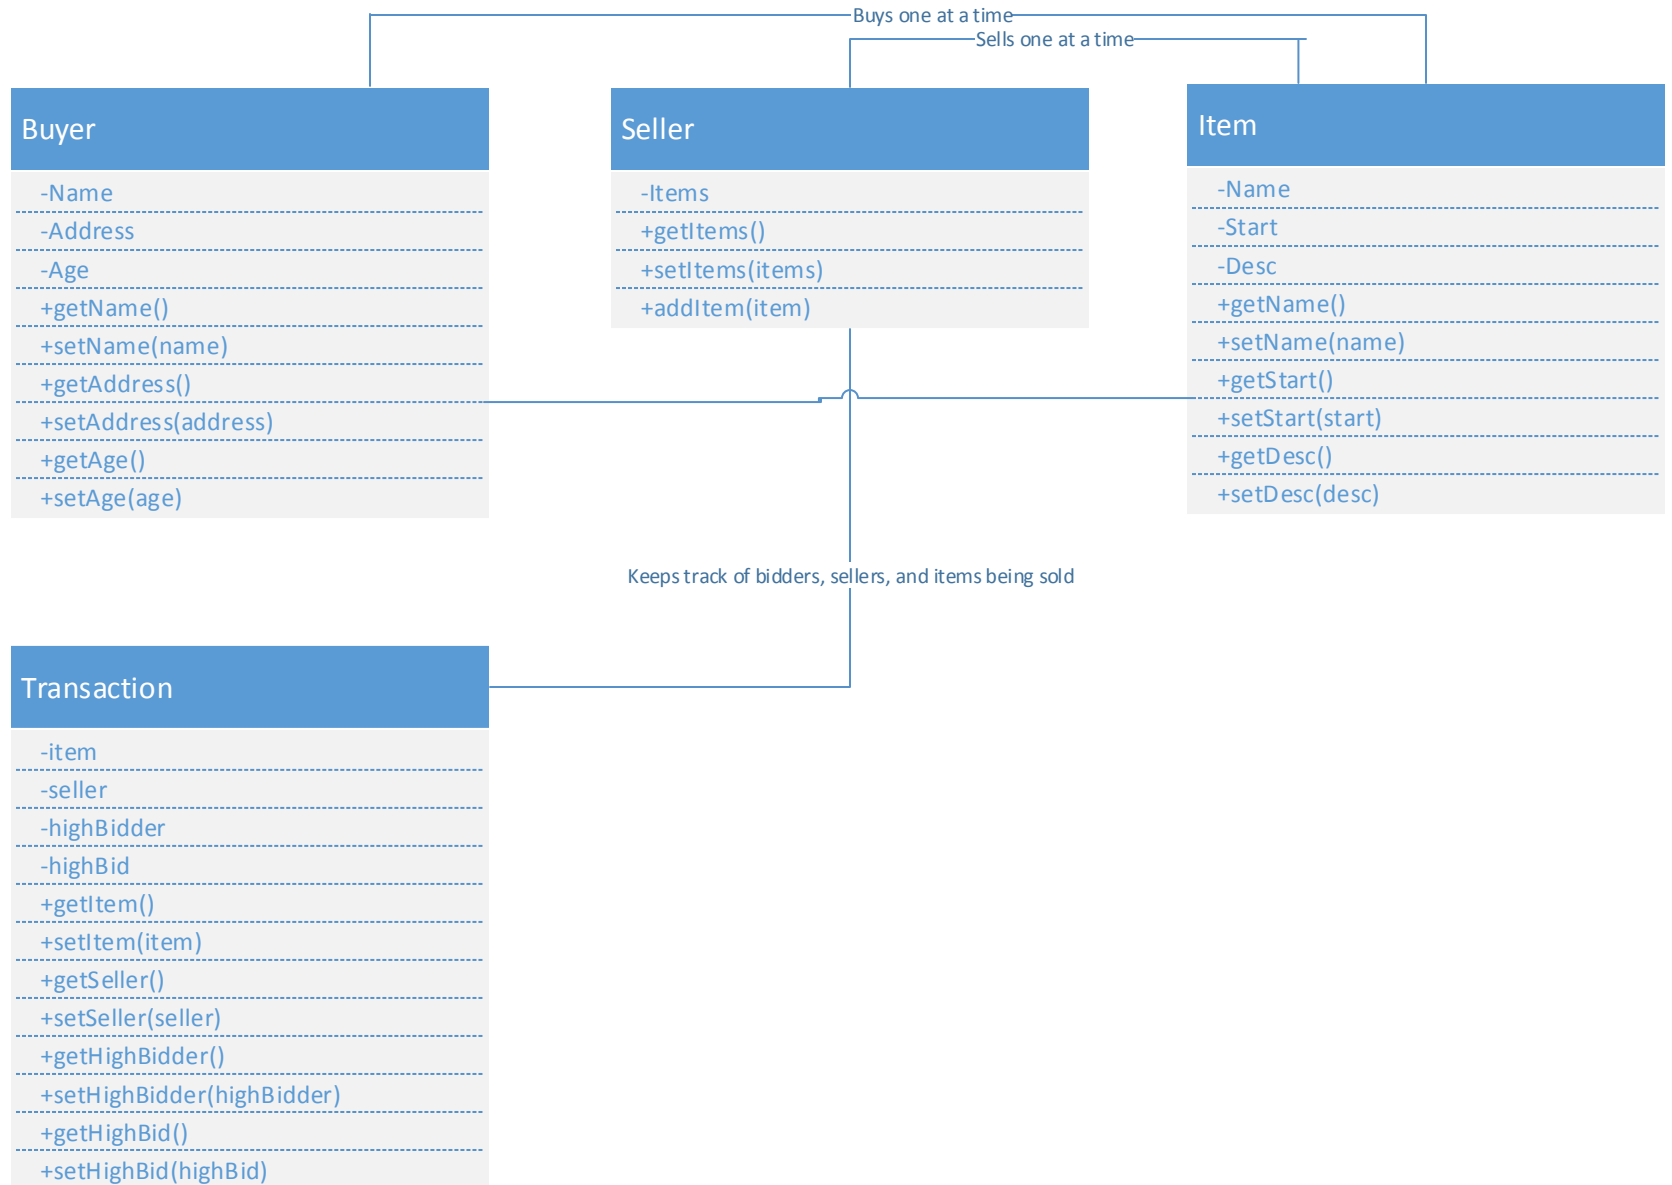 Buys one at a time
Sells one at a time
Buyer
-Name
-Address
-Age
+getName()
+setName(name)
+getAddress()
+setAddress(address)
+getAge()
+setAge(age)
Seller
-Items
+getItems()
+setItems(items)
+addItem(item)
Item
-Name
-Start
-Desc
+getName()
+setName(name)
+getStart()
+setStart(start)
+getDesc()
+setDesc(desc)
Keeps track of bidders, sellers, and items being sold
Transaction
-item
-seller
-highBidder
-highBid
+getItem()
+setItem(item)
+getSeller()
+setSeller(seller)
+getHighBidder()
+setHighBidder(highBidder)
+getHighBid()
+setHighBid(highBid)